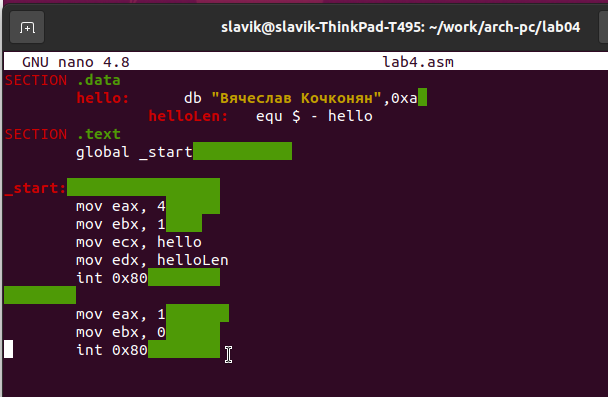 slavik@slavik-ThinkPad-T495: ~/work/arch-pc/lab04
GNU nano 4.8 lab4.asm
SECTION .data
hello: db "Вячеслав Кочконян",0xa
helloLen: equ $ - hello
SECTION .text
global _start
_start:
mov eax, 4
mov ebx, 1
mov ecx, hello
mov edx, helloLen
int 0x80
mov eax, 1
mov ebx, 0
int 0x80